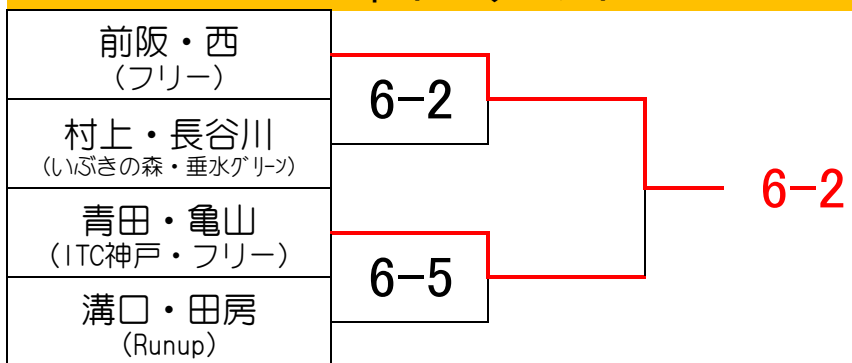 前阪・西
(フリー)
6-2
村上・長谷川
(いぶきの森・垂水グリーン)
6-2
青田・亀山
(ITC神戸・フリー)
6-5
溝口・田房
(Runup)